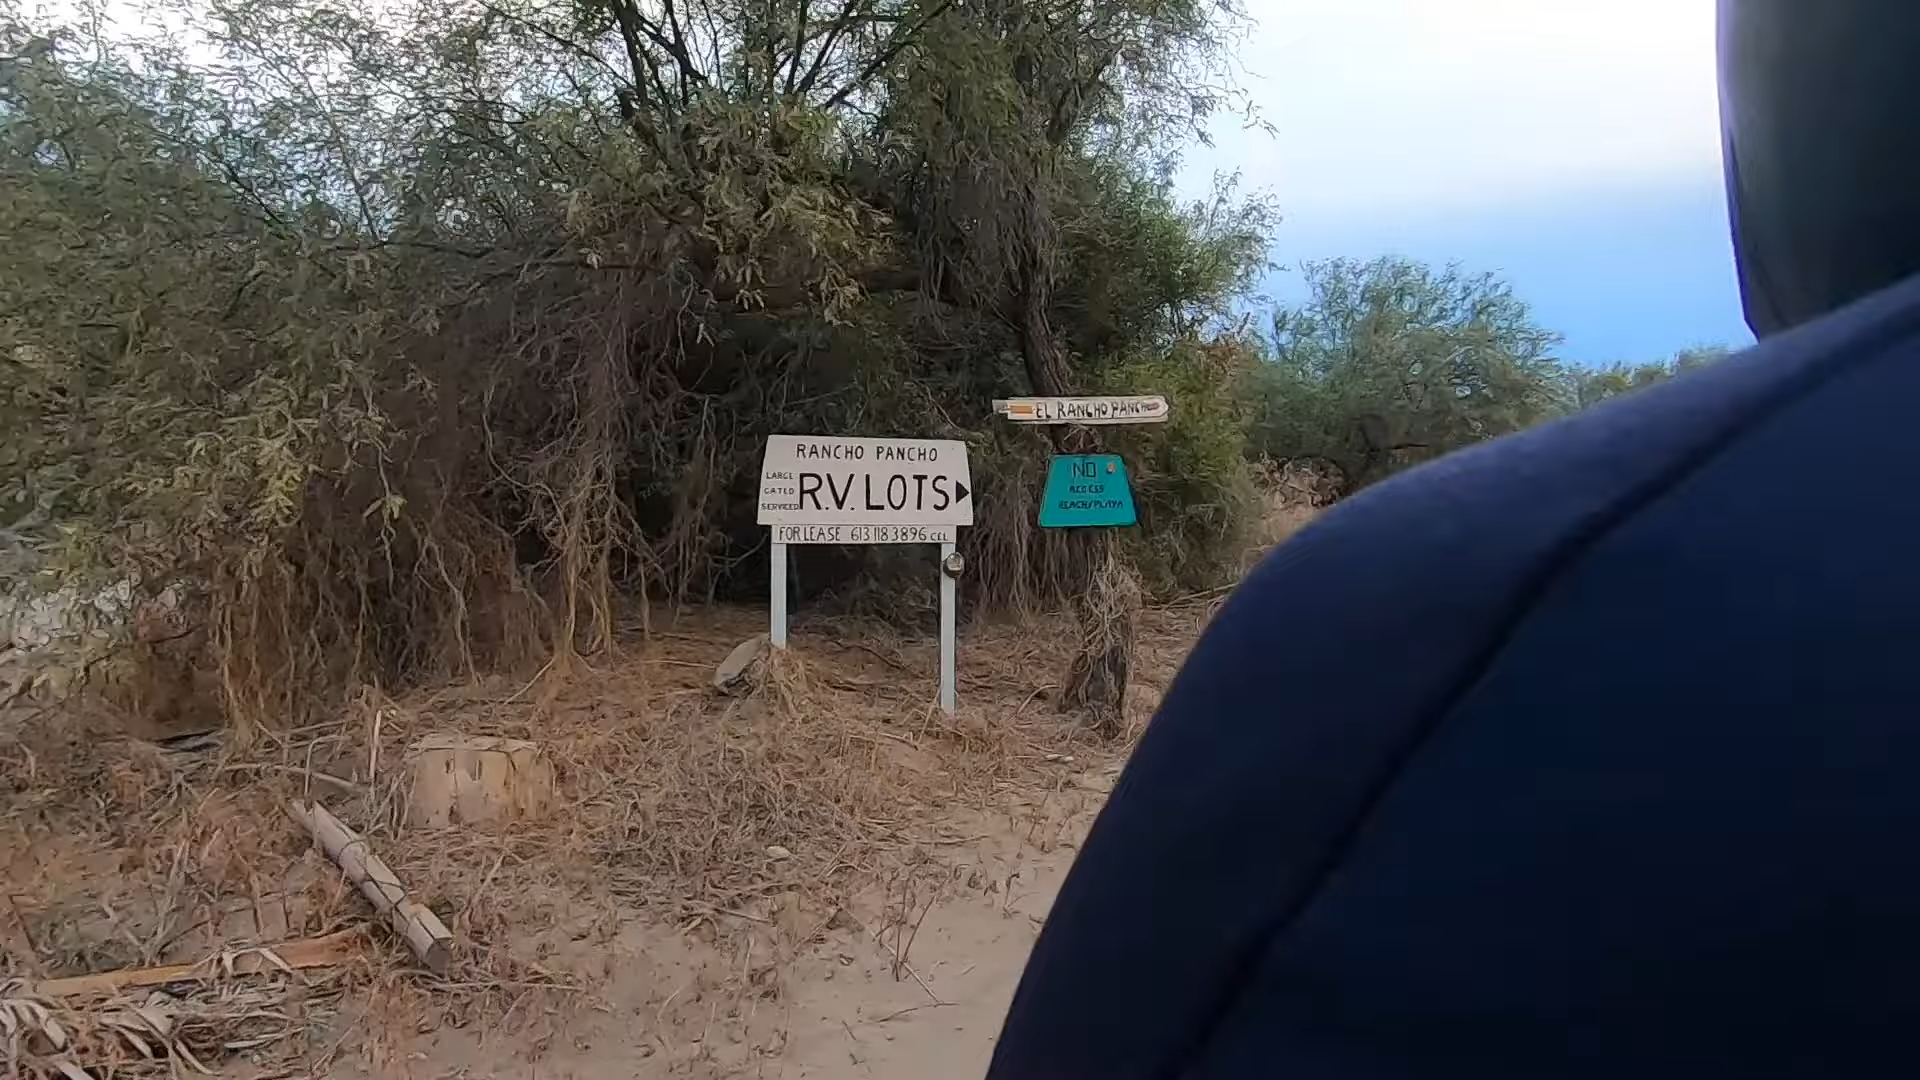 EL RANCHO PANCHO
RANCHO PANCHO
LARGE
GATED
SERVICED
R.V. LOTS
FOR LEASE 613 118 3896 CEL
NO
ACCESS
BEACH/PLAYA